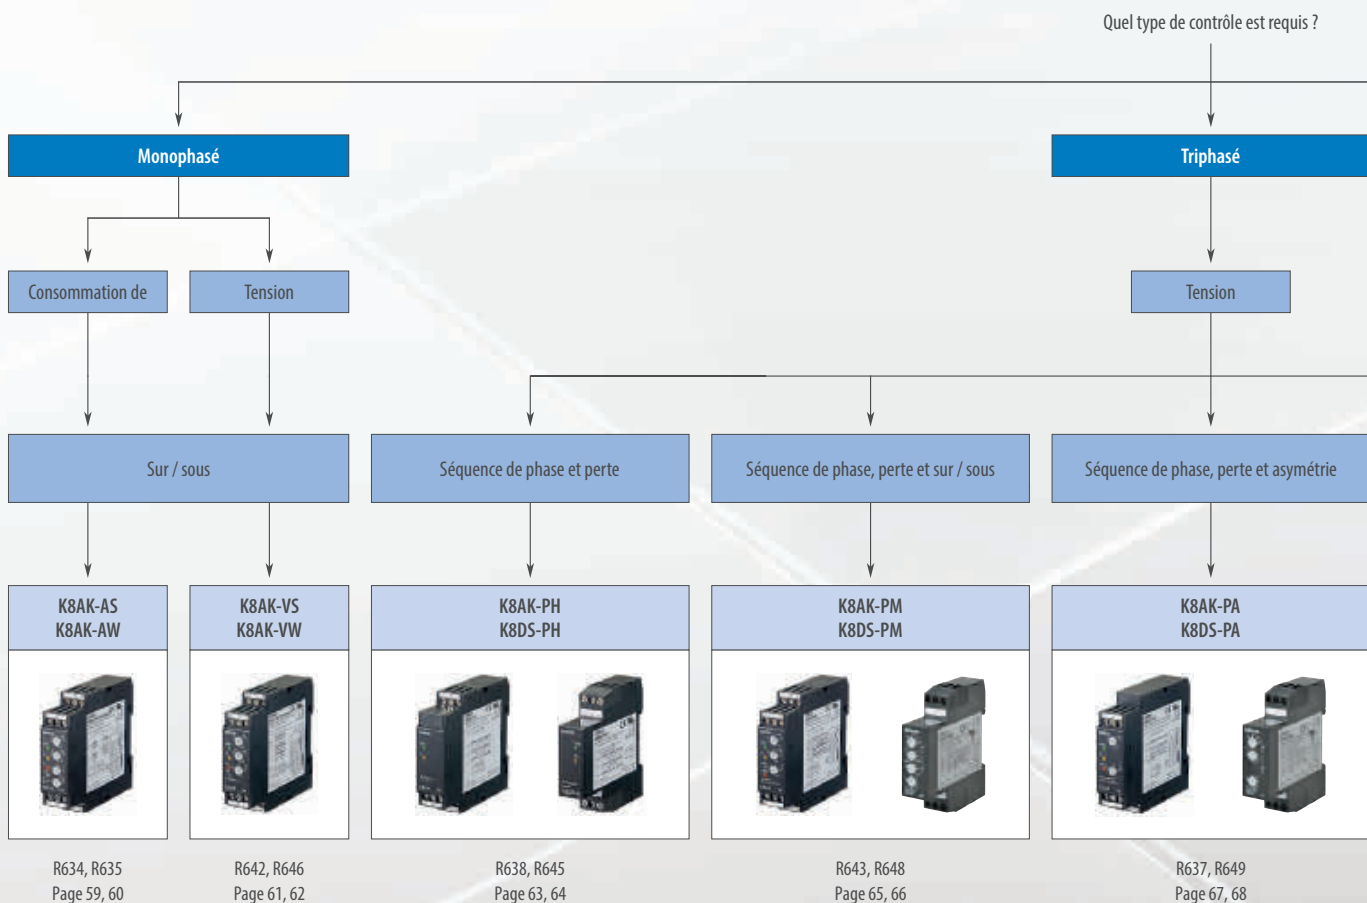 Quel type de contrôle est requis ?
Monophasé
Triphasé
Consommation de
Tension
Tension
Sur / sous
Séquence de phase et perte
Séquence de phase, perte et sur / sous
Séquence de phase, perte et asymétrie
K8AK-AS
K8AK-AW
K8AK-VS
K8AK-VW
K8AK-PH
K8DS-PH
K8AK-PM
K8DS-PM
K8AK-PA
K8DS-PA
R634, R635
Page 59, 60
R642, R646
Page 61, 62
R638, R645
Page 63, 64
R643, R648
Page 65, 66
R637, R649
Page 67, 68